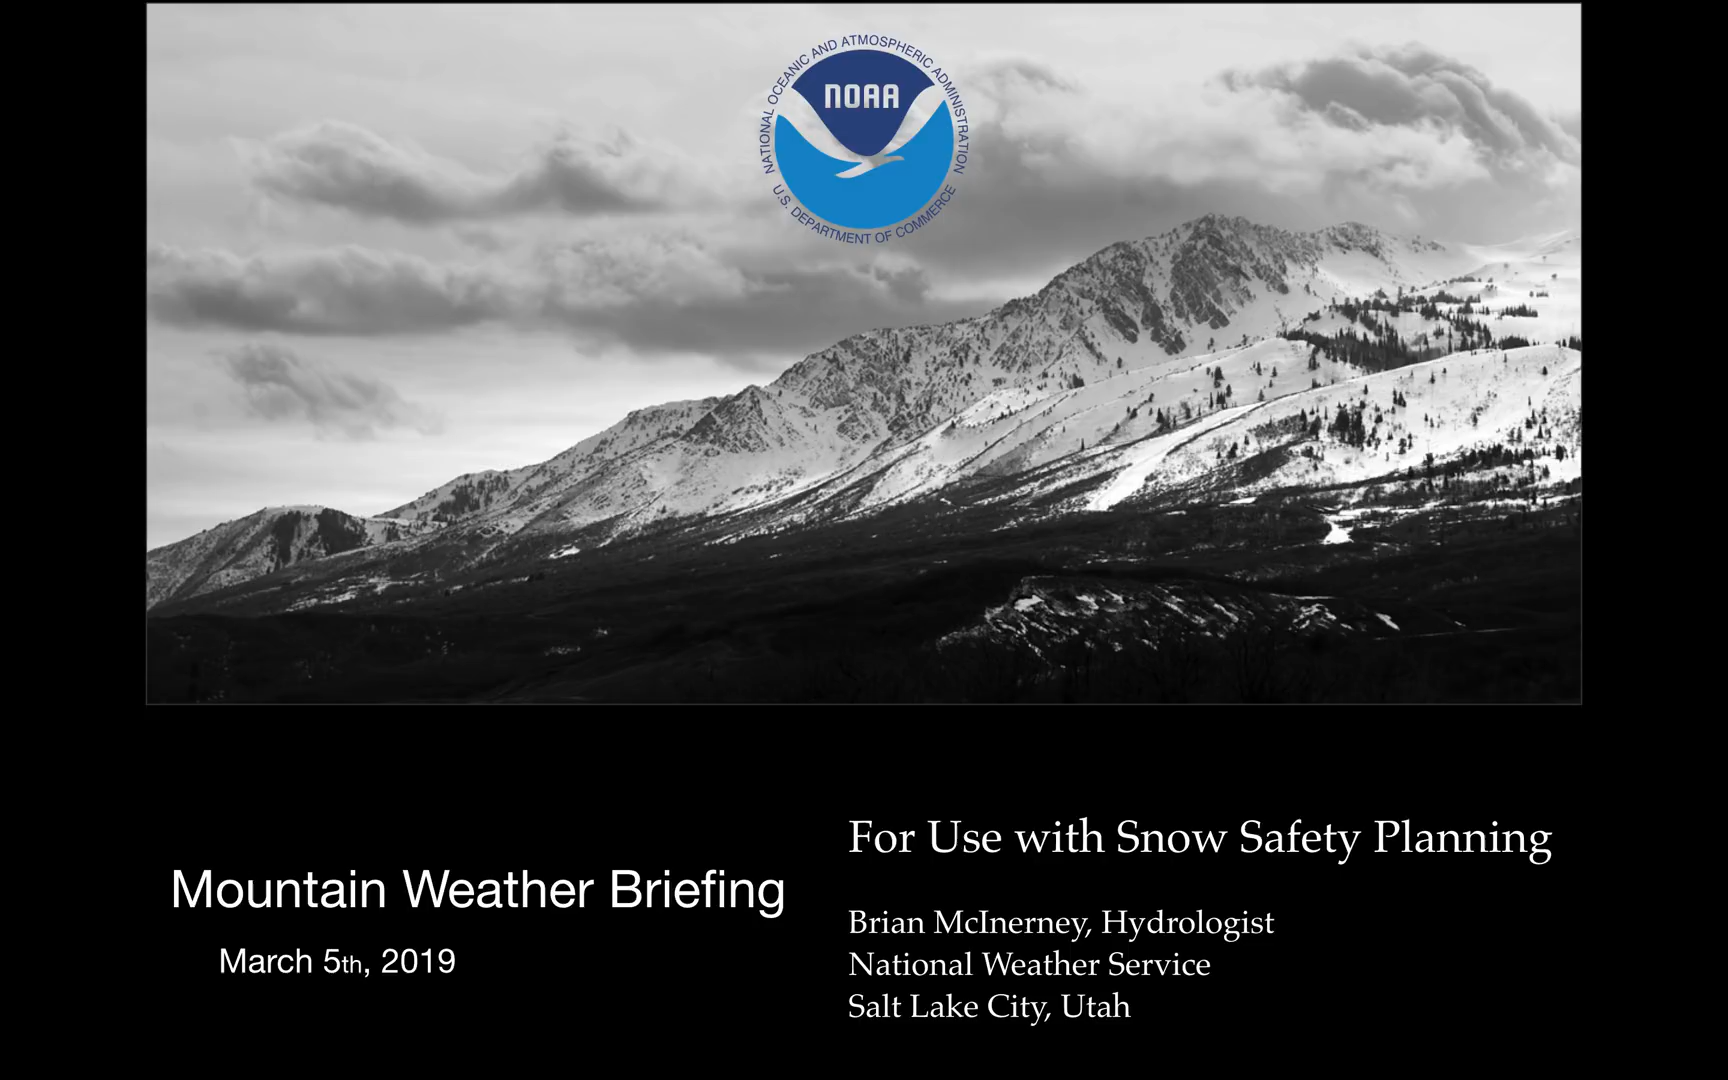 NATIONAL OCEANIC AND ATMOSPHERIC ADMINISTRATION
NOAA
U.S. DEPARTMENT OF COMMERCE
Mountain Weather Briefing
March 5th, 2019
For Use with Snow Safety Planning
Brian McInerney, Hydrologist
National Weather Service
Salt Lake City, Utah